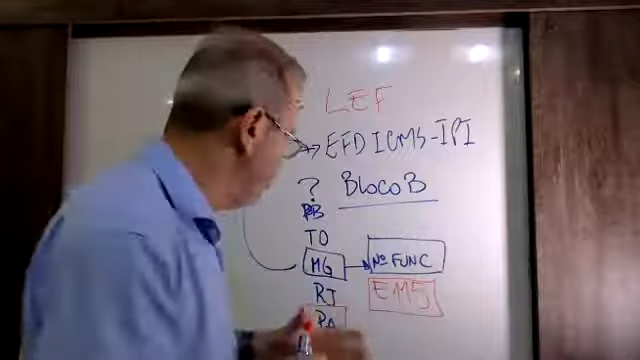 LEF
→ EFD ICMS-IPI
? BLOCO B
PB
TO
MG → Nº FUNC
RJ EMS
PA